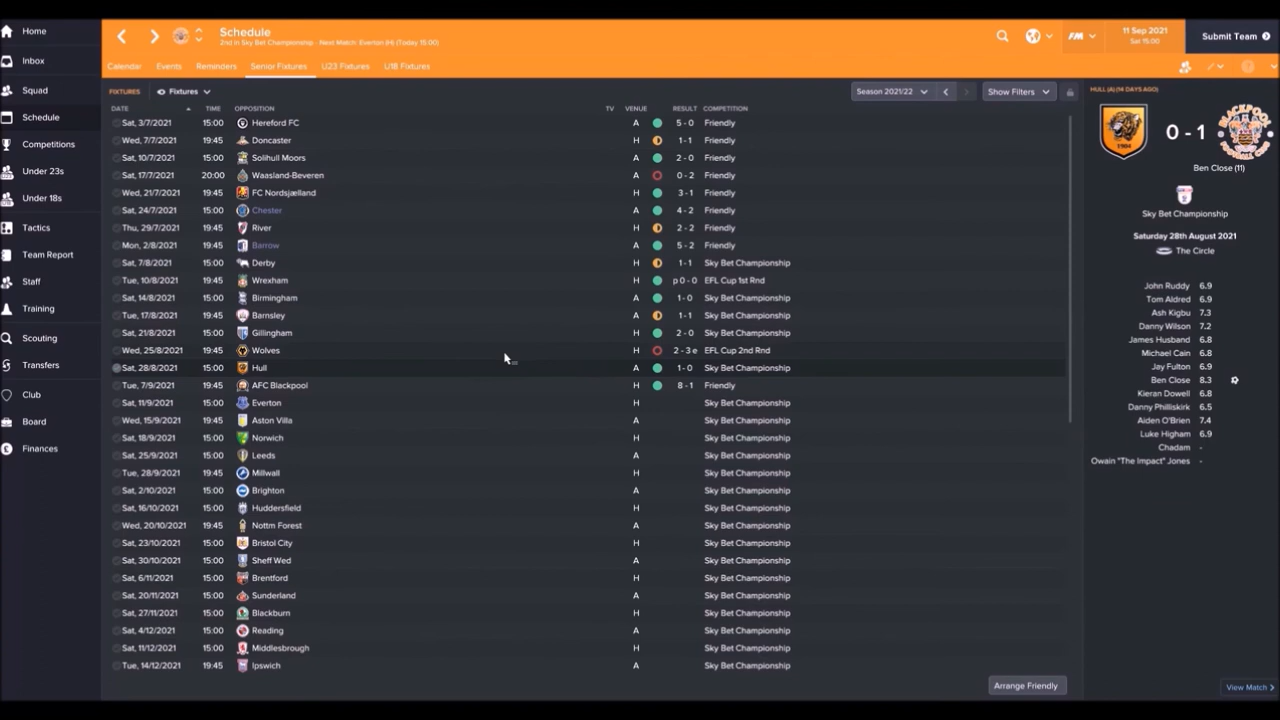 Home
Inbox
Squad
Schedule
Competitions
Under 23s
Under 18s
Tactics
Team Report
Staff
Training
Scouting
Transfers
Club
Board
Finances
Schedule
2nd in Sky Bet Championship - Next Match: Everton (H) (Today 15:00)
FM
11 Sep 2021
Sat 15:00
Submit Team
Calendar Events Reminders Senior Fixtures U23 Fixtures U18 Fixtures
FIXTURES Fixtures Season 2021/22 Show Filters
DATE TIME OPPOSITION TV VENUE RESULT COMPETITION
Sat, 3/7/2021 15:00 Hereford FC A 5 - 0 Friendly
Wed, 7/7/2021 19:45 Doncaster H 1-1 Friendly
Sat, 10/7/2021 15:00 Solihull Moors A 2 - 0 Friendly
Sat, 17/7/2021 20:00 Waasland-Beveren A 0 - 2 Friendly
Wed, 21/7/2021 19:45 FC Nordsjælland H 3 - 1 Friendly
Sat, 24/7/2021 15:00 Chester A 4 - 2 Friendly
Thu, 29/7/2021 19:45 River H 2 - 2 Friendly
Mon, 2/8/2021 19:45 Barrow A 5 - 2 Friendly
Sat, 7/8/2021 15:00 Derby H 1-1 Sky Bet Championship
Tue, 10/8/2021 19:45 Wrexham H p 0 - 0 EFL Cup 1st Rnd
Sat, 14/8/2021 15:00 Birmingham A 1-0 Sky Bet Championship
Tue, 17/8/2021 19:45 Barnsley A 1-1 Sky Bet Championship
Sat, 21/8/2021 15:00 Gillingham H 2 - 0 Sky Bet Championship
Wed, 25/8/2021 19:45 Wolves H 2 - 3 e EFL Cup 2nd Rnd
Sat, 28/8/2021 15:00 Hull A 1-0 Sky Bet Championship
Tue, 7/9/2021 19:45 AFC Blackpool H 8 - 1 Friendly
Sat, 11/9/2021 15:00 Everton H Sky Bet Championship
Wed, 15/9/2021 19:45 Aston Villa A Sky Bet Championship
Sat, 18/9/2021 15:00 Norwich H Sky Bet Championship
Sat, 25/9/2021 15:00 Leeds A Sky Bet Championship
Tue, 28/9/2021 19:45 Millwall H Sky Bet Championship
Sat, 2/10/2021 15:00 Brighton A Sky Bet Championship
Sat, 16/10/2021 15:00 Huddersfield H Sky Bet Championship
Wed, 20/10/2021 19:45 Nottm Forest A Sky Bet Championship
Sat, 23/10/2021 15:00 Bristol City H Sky Bet Championship
Sat, 30/10/2021 15:00 Sheff Wed A Sky Bet Championship
Sat, 6/11/2021 15:00 Brentford H Sky Bet Championship
Sat, 20/11/2021 15:00 Sunderland A Sky Bet Championship
Sat, 27/11/2021 15:00 Blackburn H Sky Bet Championship
Sat, 4/12/2021 15:00 Reading A Sky Bet Championship
Sat, 11/12/2021 15:00 Middlesbrough H Sky Bet Championship
Tue, 14/12/2021 19:45 Ipswich A Sky Bet Championship
Arrange Friendly
HULL (A) (14 DAYS AGO)
1904
BLACKPOOL
FOOTBALL CLUB
0 - 1
Ben Close (11)
Sky Bet Championship
Saturday 28th August 2021
The Circle
John Ruddy 6.9
Tom Aldred 6.9
Ash Kigbu 7.3
Danny Wilson 7.2
James Husband 6.8
Michael Cain 6.8
Jay Fulton 6.9
Ben Close 8.3
Kieran Dowell 6.8
Danny Philliskirk 6.5
Aiden O'Brien 7.4
Luke Higham 6.9
Chadam -
Owain "The Impact" Jones -
View Match